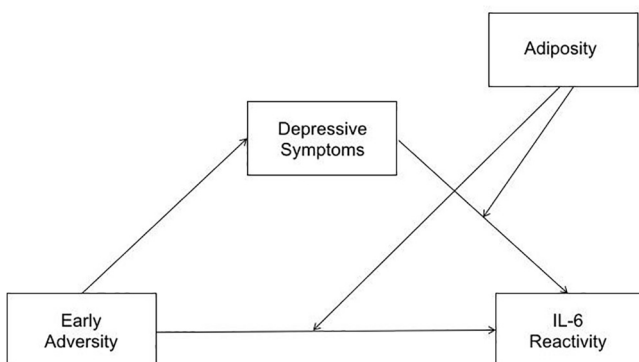 Adiposity
Depressive
Symptoms
Early
Adversity
IL-6
Reactivity